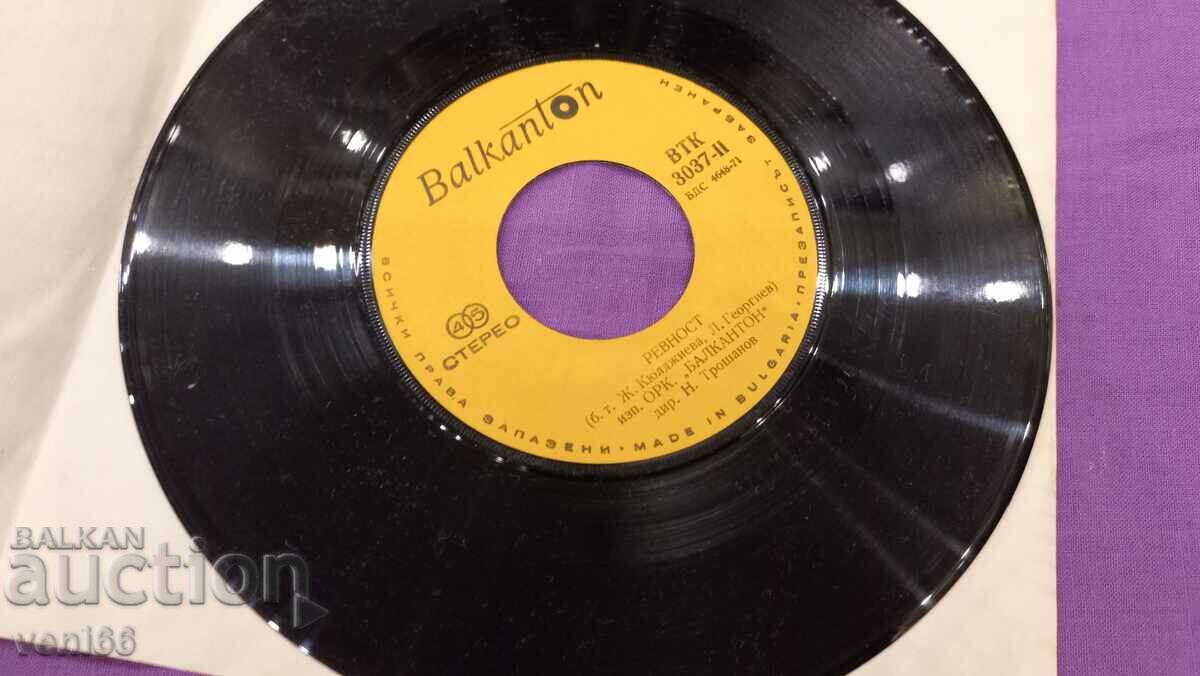 Balkanton
ВТК
3037-II
БДС 4648-71
45
СТЕРЕО
РЕВНОСТ
(б. т. Ж. Кюлджиева, Л. Георгиев)
изп. ОРК. „БАЛКАНТОН"
дир. Н. Трошанов
ВСИЧКИ ПРАВА ЗАПАЗЕНИ · MADE IN BULGARIA · ПРЕЗАПИСЪТ ЗАБРАНЕН
BALKAN
auction
veni66